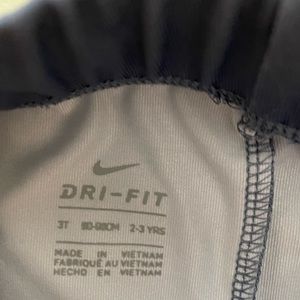 DRI-FIT
3T 90-98CM 2-3 YRS
MADE IN VIETNAM
FABRIQUÉ AU VIETNAM
HECHO EN VIETNAM